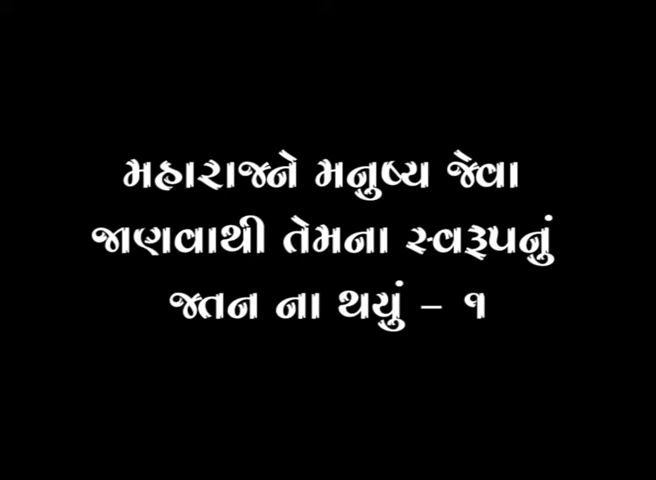 મહારાજને મનુષ્ય જેવા
જાણવાથી તેમના સ્વરૂપનું
જતન ના થયું - ૧